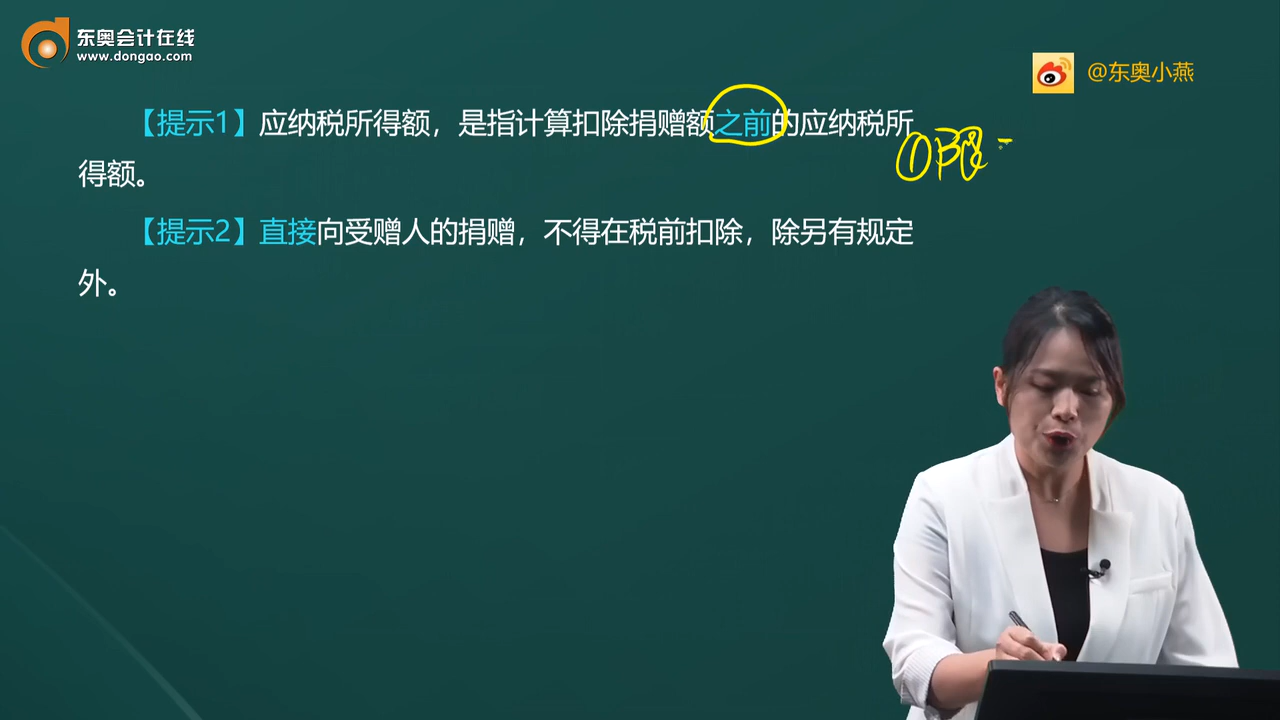 东奥会计在线
www.dongao.com
@东奥小燕
【提示1】应纳税所得额，是指计算扣除捐赠额之前的应纳税所
得额。
①限
【提示2】直接向受赠人的捐赠，不得在税前扣除，除另有规定
外。